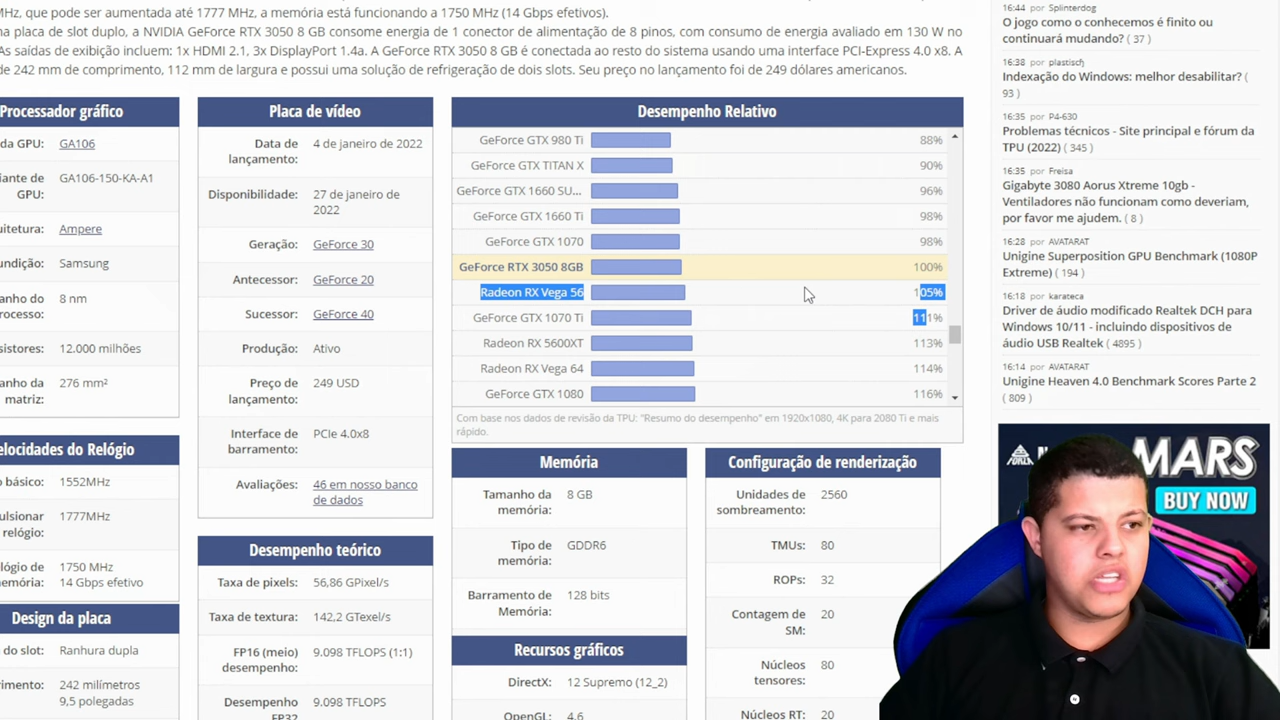 MHz, que pode ser aumentada até 1777 MHz, a memória está funcionando a 1750 MHz (14 Gbps efetivos).
na placa de slot duplo, a NVIDIA GeForce RTX 3050 8 GB consome energia de 1 conector de alimentação de 8 pinos, com consumo de energia avaliado em 130 W no
As saídas de exibição incluem: 1x HDMI 2.1, 3x DisplayPort 1.4a. A GeForce RTX 3050 8 GB é conectada ao resto do sistema usando uma interface PCI-Express 4.0 x8. A
de 242 mm de comprimento, 112 mm de largura e possui uma solução de refrigeração de dois slots. Seu preço no lançamento foi de 249 dólares americanos.
Processador gráfico
da GPU: GA106
iante de GPU: GA106-150-KA-A1
uitetura: Ampere
undição: Samsung
anho do processo: 8 nm
sistores: 12.000 milhões
anho da matriz: 276 mm²
elocidades do Relógio
o básico: 1552MHz
pulsionar relógio: 1777MHz
ógio de memória: 1750 MHz
14 Gbps efetivo
Design da placa
do slot: Ranhura dupla
rimento: 242 milímetros
9,5 polegadas
Placa de vídeo
Data de lançamento: 4 de janeiro de 2022
Disponibilidade: 27 de janeiro de
2022
Geração: GeForce 30
Antecessor: GeForce 20
Sucessor: GeForce 40
Produção: Ativo
Preço de lançamento: 249 USD
Interface de barramento: PCIe 4.0x8
Avaliações: 46 em nosso banco
de dados
Desempenho teórico
Taxa de pixels: 56,86 GPixel/s
Taxa de textura: 142,2 GTexel/s
FP16 (meio) desempenho: 9.098 TFLOPS (1:1)
Desempenho FP32 9.098 TFLOPS
Desempenho Relativo
GeForce GTX 980 Ti 88%
GeForce GTX TITAN X 90%
GeForce GTX 1660 SU... 96%
GeForce GTX 1660 Ti 98%
GeForce GTX 1070 98%
GeForce RTX 3050 8GB 100%
Radeon RX Vega 56 105%
GeForce GTX 1070 Ti 111%
Radeon RX 5600XT 113%
Radeon RX Vega 64 114%
GeForce GTX 1080 116%
Com base nos dados de revisão da TPU: "Resumo do desempenho" em 1920x1080, 4K para 2080 Ti e mais
rápido.
Memória
Tamanho da memória: 8 GB
Tipo de memória: GDDR6
Barramento de Memória: 128 bits
Recursos gráficos
DirectX: 12 Supremo (12_2)
OpenGL: 4.6
Configuração de renderização
Unidades de sombreamento: 2560
TMUs: 80
ROPs: 32
Contagem de SM: 20
Núcleos tensores: 80
Núcleos RT: 20
16:44 por Splinterdog
O jogo como o conhecemos é finito ou
continuará mudando? ( 37 )
16:38 por plastiscɧ
Indexação do Windows: melhor desabilitar? (
93 )
16:35 por P4-630
Problemas técnicos - Site principal e fórum da
TPU (2022) ( 345 )
16:35 por Freisa
Gigabyte 3080 Aorus Xtreme 10gb -
Ventiladores não funcionam como deveriam,
por favor me ajudem. ( 8 )
16:28 por AVATARAT
Unigine Superposition GPU Benchmark (1080P
Extreme) ( 194 )
16:18 por karateca
Driver de áudio modificado Realtek DCH para
Windows 10/11 - incluindo dispositivos de
áudio USB Realtek ( 4895 )
16:14 por AVATARAT
Unigine Heaven 4.0 Benchmark Scores Parte 2
( 809 )
MARS
BUY NOW